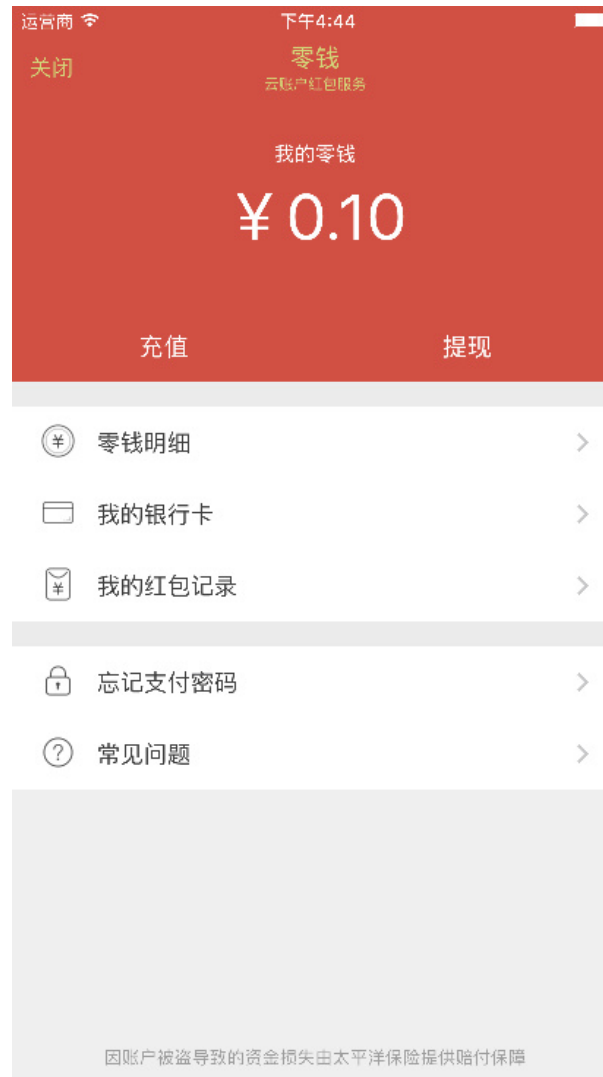 运营商 下午4:44
关闭 零钱
云账户红包服务
我的零钱
¥ 0.10
充值 提现
零钱明细
我的银行卡
我的红包记录
忘记支付密码
常见问题
因账户被盗导致的资金损失由太平洋保险提供赔付保障